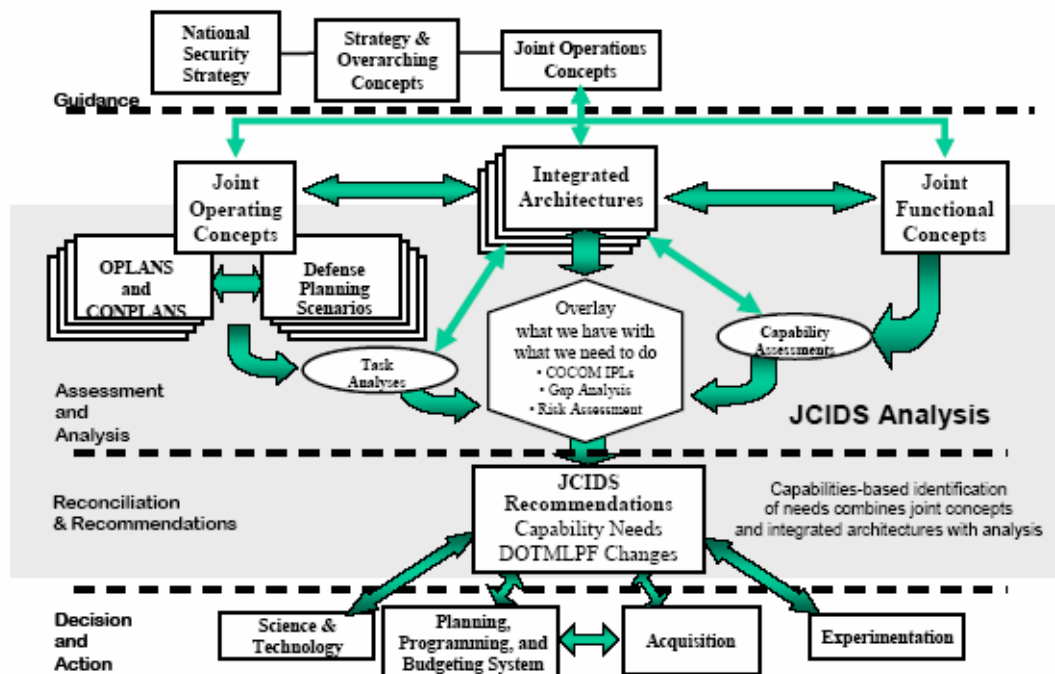 National
Security
Strategy
Strategy &
Overarching
Concepts
Joint Operations
Concepts
Guidance
Joint
Operating
Concepts
Integrated
Architectures
Joint
Functional
Concepts
OPLANS
and
CONPLANS
Defense
Planning
Scenarios
Overlay
what we have with
what we need to do
• COCOM IPLs
• Gap Analysis
• Risk Assessment
Task
Analyses
Capability
Assessments
Assessment
and
Analysis
JCIDS Analysis
Reconciliation
& Recommendations
JCIDS
Recommendations
Capability Needs
DOTMLPF Changes
Capabilities-based identification
of needs combines joint concepts
and integrated architectures with analysis
Decision
and
Action
Science &
Technology
Planning,
Programming, and
Budgeting System
Acquisition
Experimentation